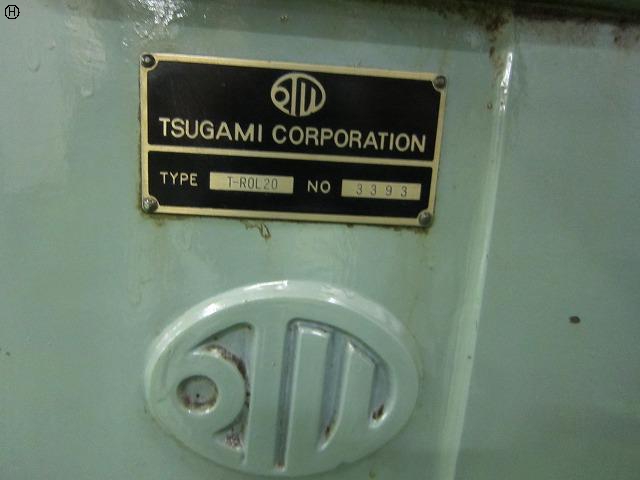 H
TSUGAMI CORPORATION
TYPE T-ROL20 NO 3393